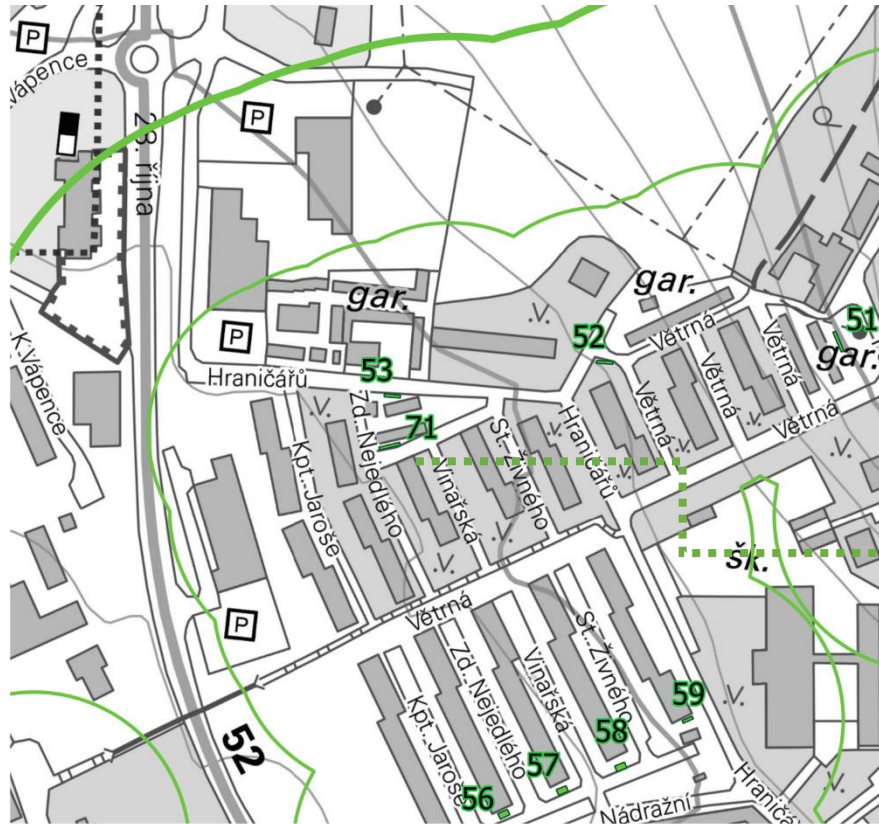 P
Vápence
28. října
P
gar.
gar.
52
51
Větrná
gar.
P
Hraničářů
53
71
K Vápence
Kpt. Jaroše
Zd. Nejedlého
Vinařská
St. Živného
Hraničářů
Větrná
Větrná
Větrná
Větrná
šk.
P
Větrná
52
Kpt. Jaroše
Zd. Nejedlého
Vinařská
St. Živného
59
58
57
56
Nádražní
Hraničářů